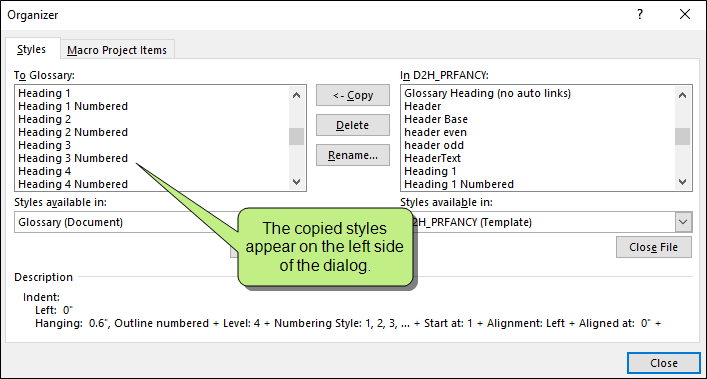 Organizer
Styles
Macro Project Items
To Glossary:
Heading 1
Heading 1 Numbered
Heading 2
Heading 2 Numbered
Heading 3
Heading 3 Numbered
Heading 4
Heading 4 Numbered
<- Copy
Delete
Rename...
In D2H_PRFANCY:
Glossary Heading (no auto links)
Header
Header Base
header even
header odd
HeaderText
Heading 1
Heading 1 Numbered
Styles available in:
Glossary (Document)
The copied styles
appear on the left side
of the dialog.
Styles available in:
2H_PRFANCY (Template)
Close File
Description
Indent:
Left: 0"
Hanging: 0.6", Outline numbered + Level: 4 + Numbering Style: 1, 2, 3, ... + Start at: 1 + Alignment: Left + Aligned at: 0" +
Close